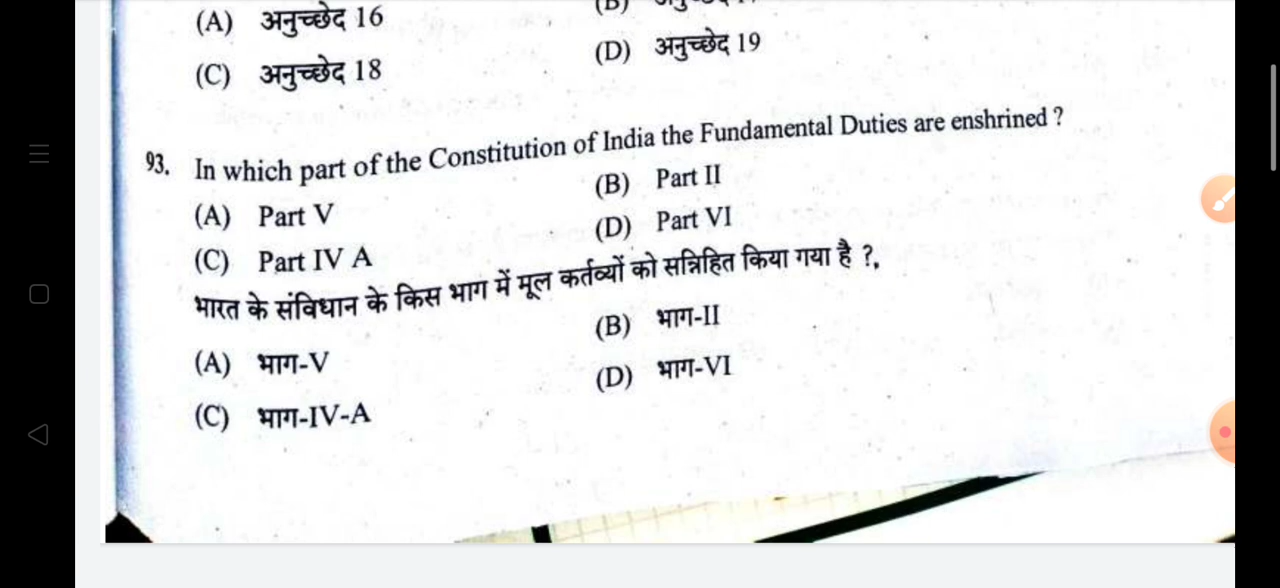 (A) अनुच्छेद 16
(C) अनुच्छेद 18
(D) अनुच्छेद 19
93. In which part of the Constitution of India the Fundamental Duties are enshrined ?
(A) Part V
(B) Part II
(C) Part IV A
(D) Part VI
भारत के संविधान के किस भाग में मूल कर्तव्यों को सन्निहित किया गया है ?.
(A) भाग-V
(B) भाग-II
(C) भाग-IV-A
(D) भाग-VI